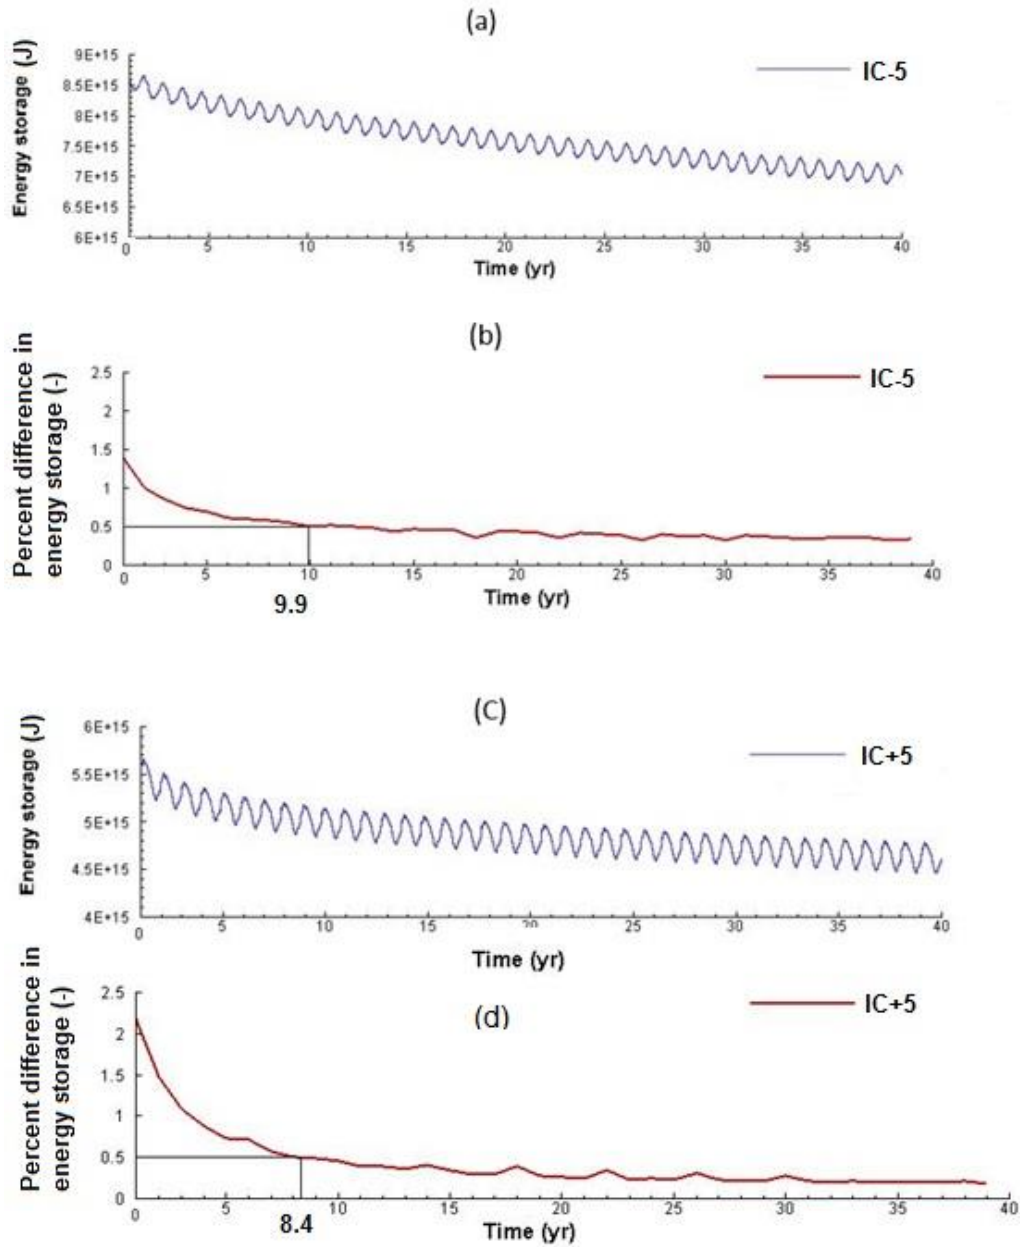 (a)
Energy storage (J)
9E+15
8.5E+15
8E+15
7.5E+15
7E+15
6.5E+15
6E+15
IC-5
0 5 10 15 20 25 30 35 40
Time (yr)
(b)
Percent difference in
energy storage (-)
2.5
2
1.5
1
0.5
0
IC-5
0 5 10 15 20 25 30 35 40
9.9
Time (yr)
(C)
Energy storage (J)
6E+15
5.5E+15
5E+15
4.5E+15
4E+15
IC+5
0 5 10 15 20 25 30 35 40
Time (yr)
(d)
Percent difference in
energy storage (-)
2.5
2
1.5
1
0.5
0
IC+5
0 5 10 15 20 25 30 35 40
8.4
Time (yr)